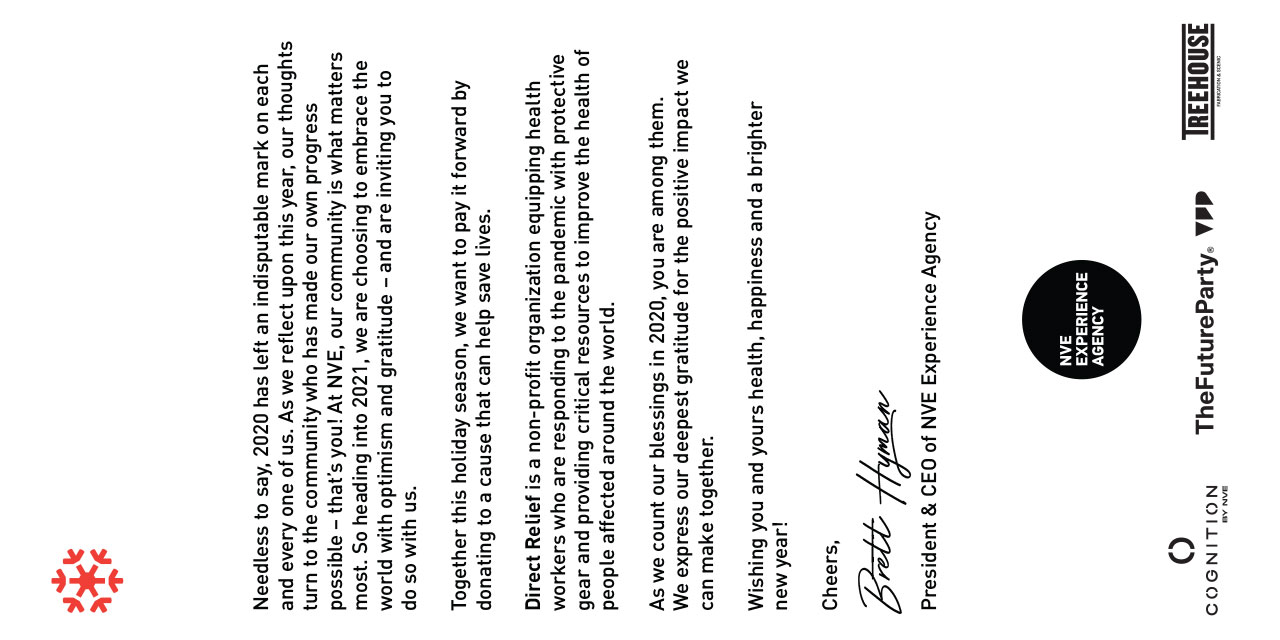 Needless to say, 2020 has left an indisputable mark on each
and every one of us. As we reflect upon this year, our thoughts
turn to the community who has made our own progress
possible – that's you! At NVE, our community is what matters
most. So heading into 2021, we are choosing to embrace the
world with optimism and gratitude – and are inviting you to
do so with us.
Together this holiday season, we want to pay it forward by
donating to a cause that can help save lives.
Direct Relief is a non-profit organization equipping health
workers who are responding to the pandemic with protective
gear and providing critical resources to improve the health of
people affected around the world.
As we count our blessings in 2020, you are among them.
We express our deepest gratitude for the positive impact we
can make together.
Wishing you and yours health, happiness and a brighter
new year!
Cheers,
Brett Hyman
President & CEO of NVE Experience Agency
NVE
EXPERIENCE
AGENCY
COGNITION
BY NVE
TheFutureParty®
TREEHOUSE
FABRICATION & SCENIC